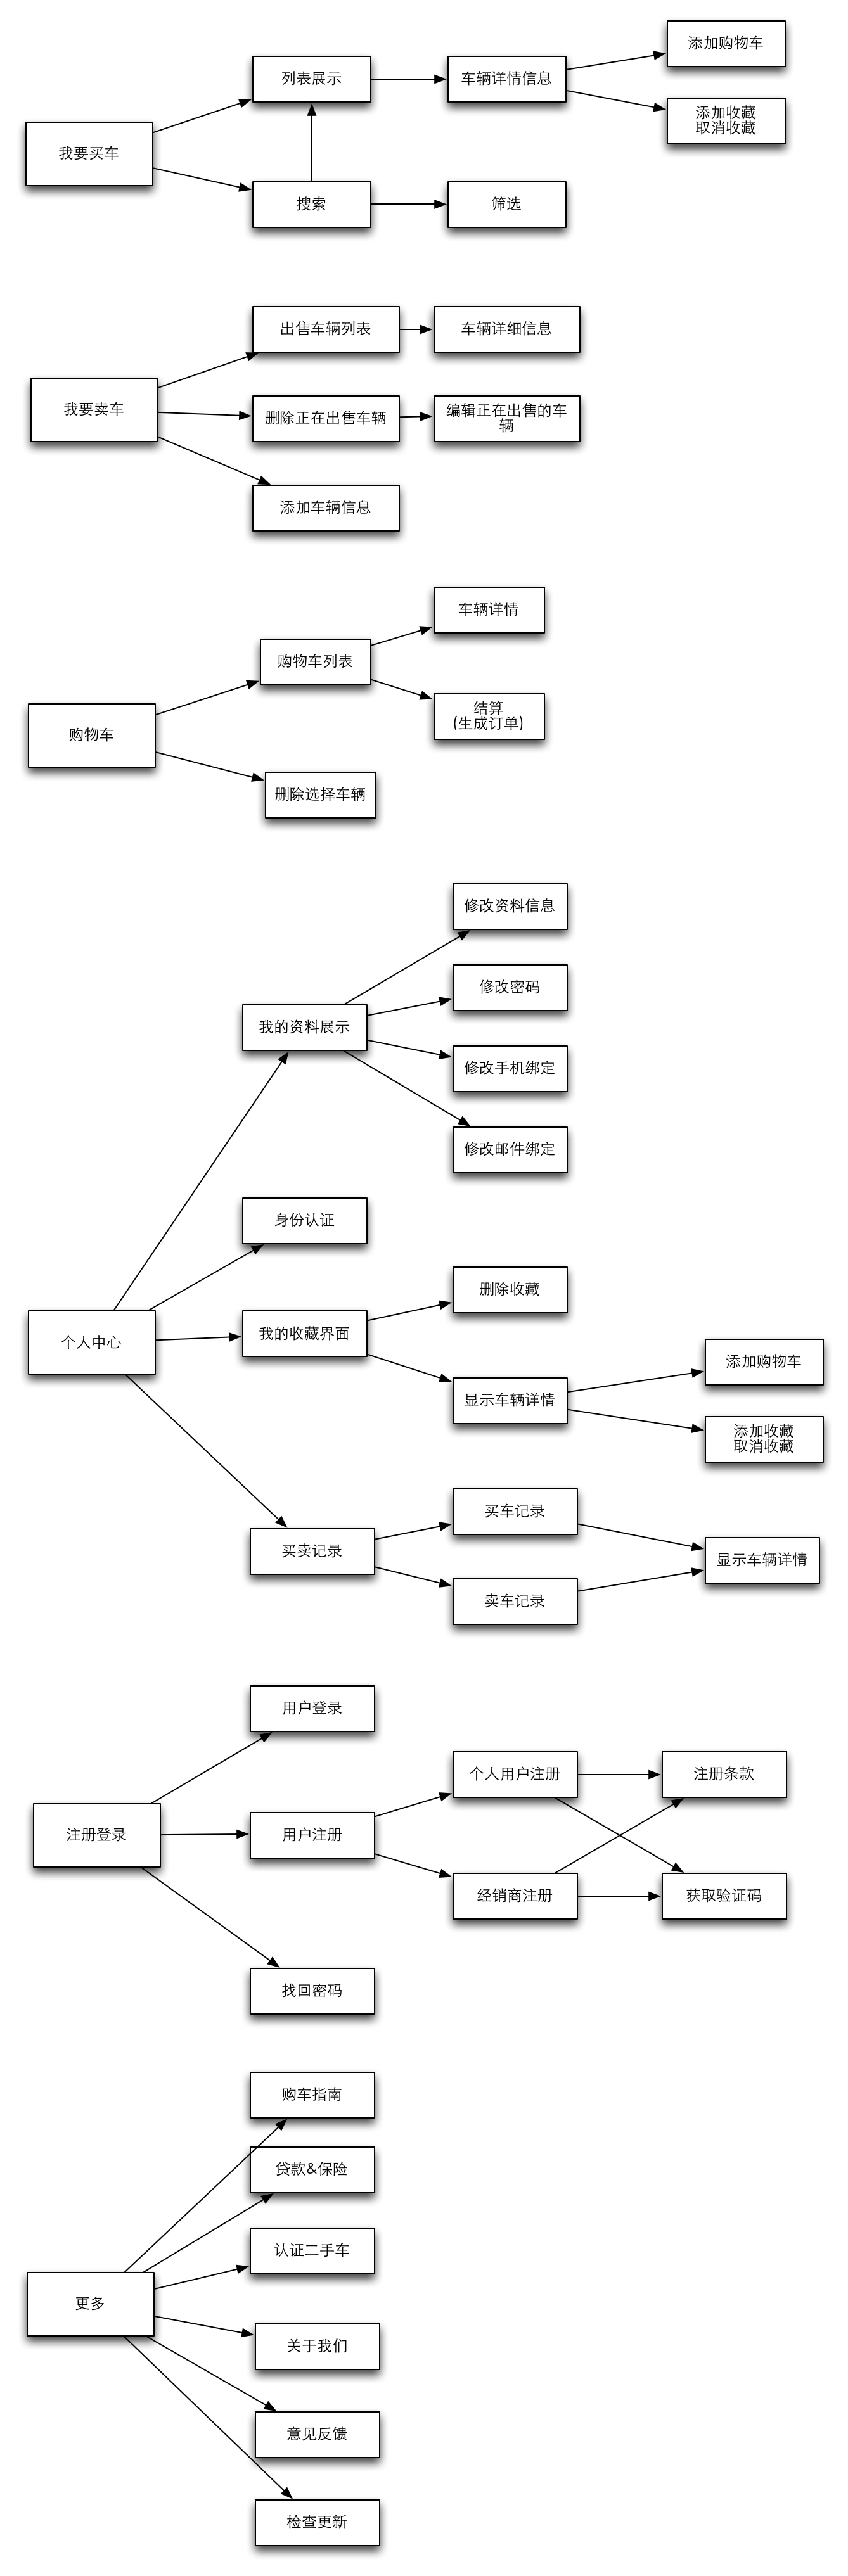 添加购物车
列表展示
车辆详情信息
添加收藏
取消收藏
我要买车
搜索
筛选
出售车辆列表
车辆详细信息
我要卖车
删除正在出售车辆
编辑正在出售的车
辆
添加车辆信息
车辆详情
购物车列表
结算
(生成订单)
购物车
删除选择车辆
修改资料信息
修改密码
我的资料展示
修改手机绑定
修改邮件绑定
身份认证
删除收藏
个人中心
我的收藏界面
添加购物车
显示车辆详情
添加收藏
取消收藏
买车记录
买卖记录
显示车辆详情
卖车记录
用户登录
个人用户注册
注册条款
注册登录
用户注册
经销商注册
获取验证码
找回密码
购车指南
贷款&保险
认证二手车
更多
关于我们
意见反馈
检查更新